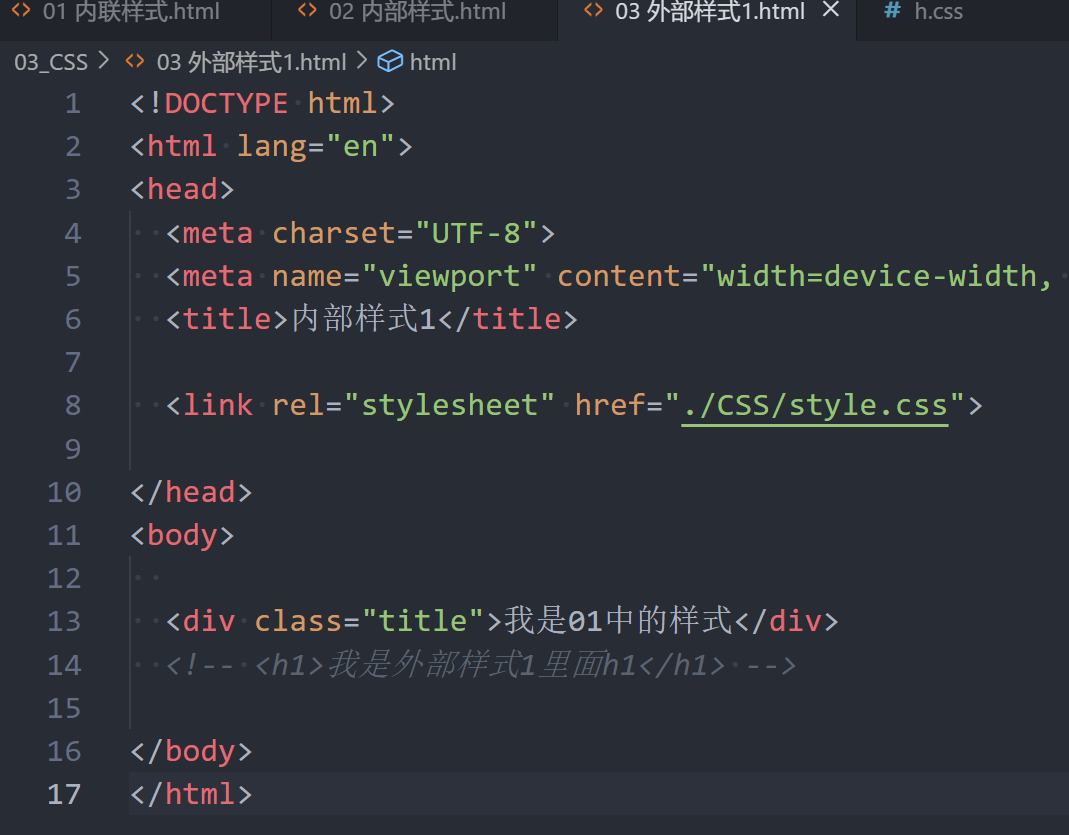 01 内联样式.html 02 内部样式.html 03 外部样式1.html × # h.css
03_CSS > 03 外部样式1.html > html
1 <!DOCTYPE html>
2 <html lang="en">
3 <head>
4 <meta charset="UTF-8">
5 <meta name="viewport" content="width=device-width,
6 <title>内部样式1</title>
7
8 <link rel="stylesheet" href="./CSS/style.css">
9
10 </head>
11 <body>
12
13 <div class="title">我是01中的样式</div>
14 <!-- <h1>我是外部样式1里面h1</h1> -->
15
16 </body>
17 </html>